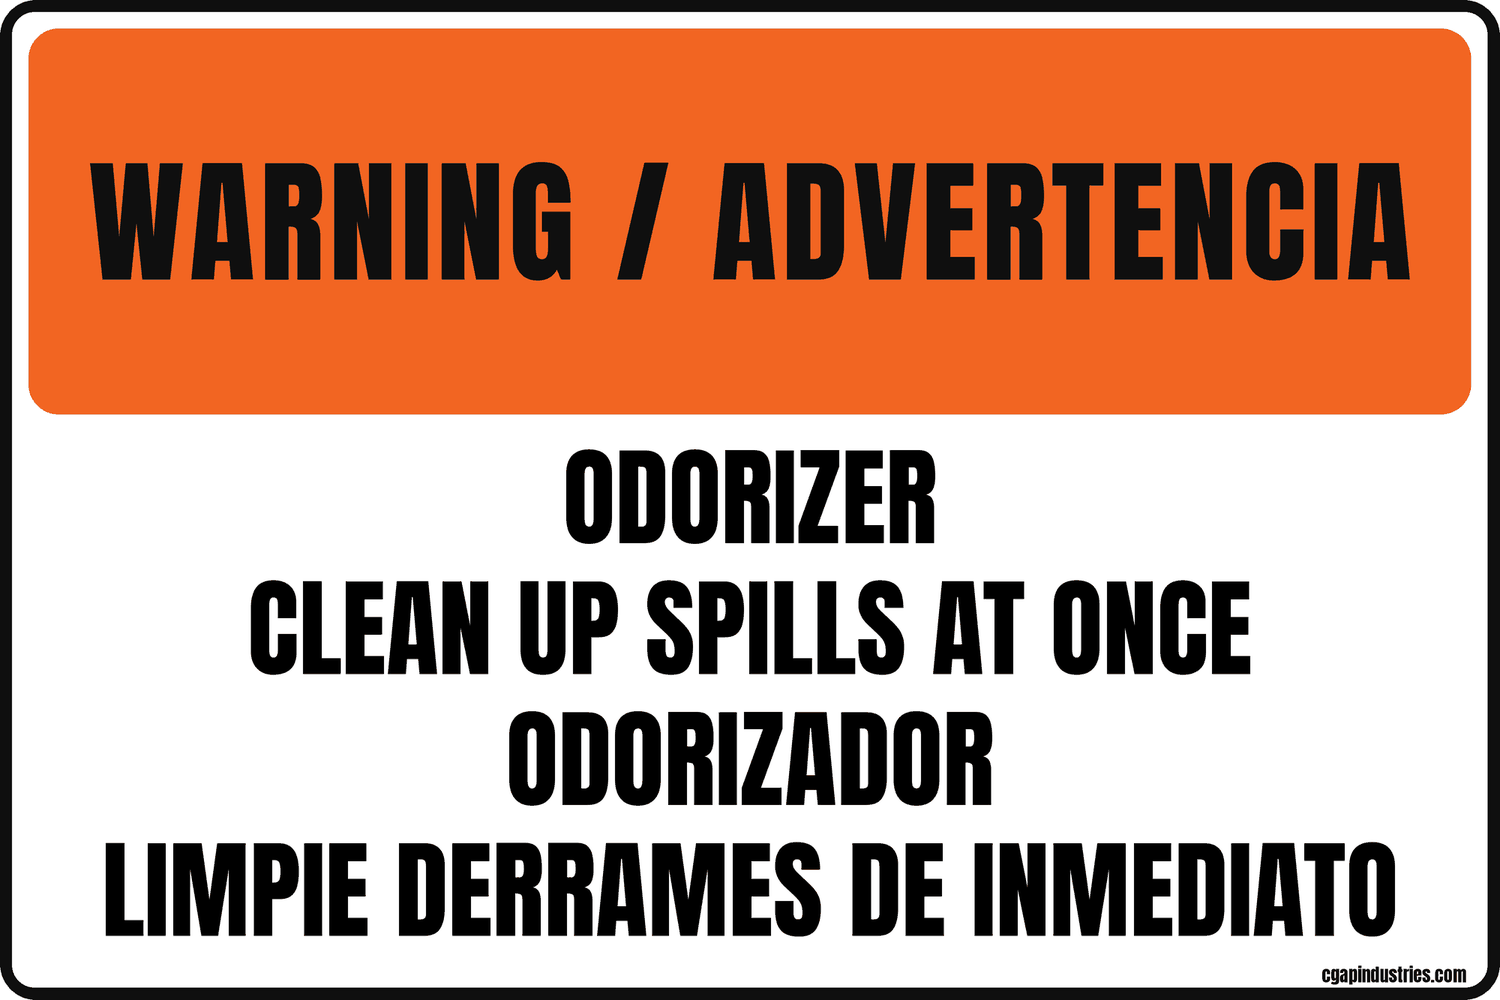 WARNING / ADVERTENCIA
ODORIZER
CLEAN UP SPILLS AT ONCE
ODORIZADOR
LIMPIE DERRAMES DE INMEDIATO
cgapindustries.com